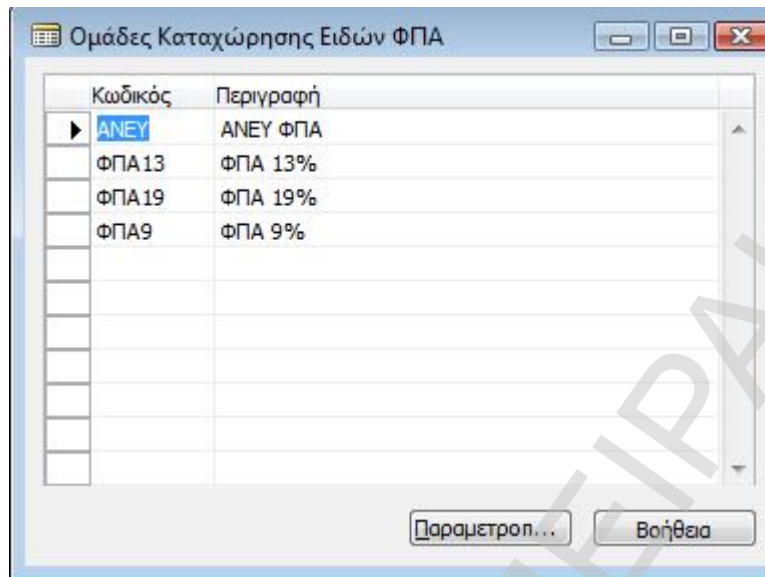 Ομάδες Καταχώρησης Ειδών ΦΠΑ
Κωδικός Περιγραφή
ΑΝΕΥ ΑΝΕΥ ΦΠΑ
ΦΠΑ13 ΦΠΑ 13%
ΦΠΑ19 ΦΠΑ 19%
ΦΠΑ9 ΦΠΑ 9%
Παραμετροπ... Βοήθεια